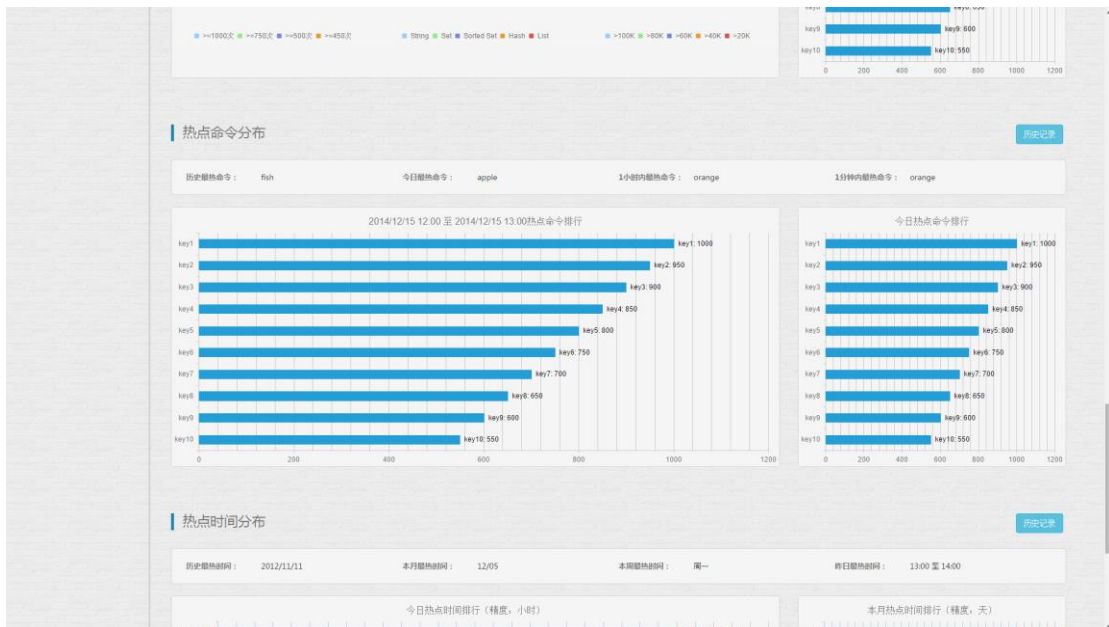 key8: 650
key9
key9: 600
key10
key10: 550
0 200 400 600 800 1000 1200
>=1000次 >=750次 >=500次 >=450次
String Set Sorted Set Hash List
>100K >80K >60K >40K >20K
热点命令分布
历史记录
历史最热命令： fish
今日最热命令： apple
1小时内最热命令： orange
1分钟内最热命令： orange
2014/12/15 12:00 至 2014/12/15 13:00热点命令排行
key1 key1: 1000
key2 key2: 950
key3 key3: 900
key4 key4: 850
key5 key5: 800
key6 key6: 750
key7 key7: 700
key8 key8: 650
key9 key9: 600
key10 key10: 550
0 200 400 600 800 1000 1200
今日热点命令排行
key1 key1: 1000
key2 key2: 950
key3 key3: 900
key4 key4: 850
key5 key5: 800
key6 key6: 750
key7 key7: 700
key8 key8: 650
key9 key9: 600
key10 key10: 550
0 200 400 600 800 1000 1200
热点时间分布
历史记录
历史最热时间： 2012/11/11
本月最热时间： 12/05
本周最热时间： 周一
昨日最热时间： 13:00 至 14:00
今日热点时间排行（精度，小时）
本月热点时间排行（精度，天）